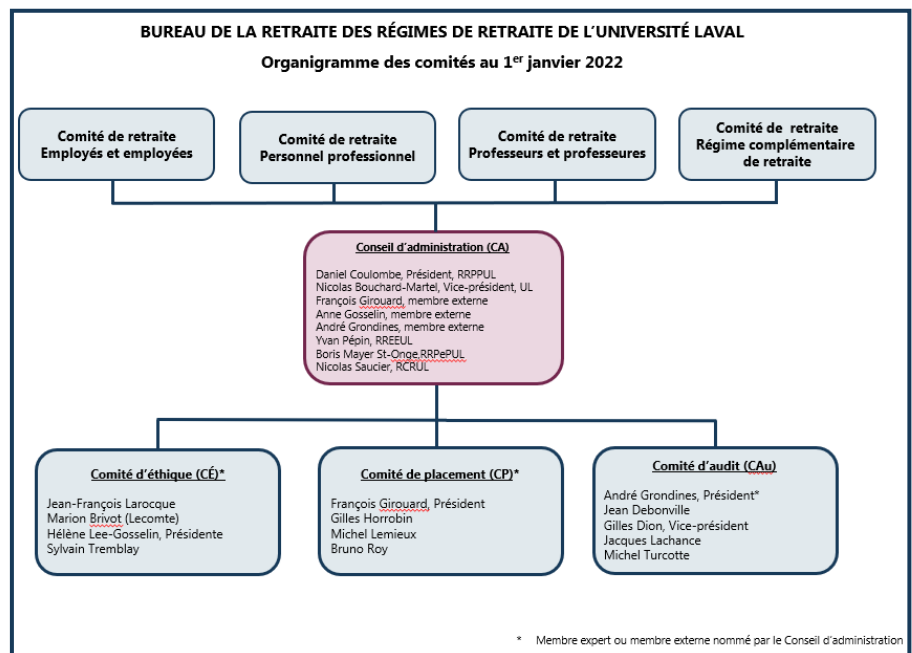 BUREAU DE LA RETRAITE DES RÉGIMES DE RETRAITE DE L'UNIVERSITÉ LAVAL
Organigramme des comités au 1er janvier 2022
Comité de retraite
Employés et employées
Comité de retraite
Personnel professionnel
Comité de retraite
Professeurs et professeures
Comité de retraite
Régime complémentaire
de retraite
Conseil d'administration (CA)
Daniel Coulombe, Président, RRPPUL
Nicolas Bouchard-Martel, Vice-président, UL
François Girouard, membre externe
Anne Gosselin, membre externe
André Grondines, membre externe
Yvan Pépin, RREEUL
Boris Mayer St-Onge,RRPePUL
Nicolas Saucier, RCRUL
Comité d'éthique (CÉ)*
Jean-François Larocque
Marion Brivot (Lecomte)
Hélène Lee-Gosselin, Présidente
Sylvain Tremblay
Comité de placement (CP)*
François Girouard, Président
Gilles Horrobin
Michel Lemieux
Bruno Roy
Comité d'audit (CAu)
André Grondines, Président*
Jean Debonville
Gilles Dion, Vice-président
Jacques Lachance
Michel Turcotte
* Membre expert ou membre externe nommé par le Conseil d'administration